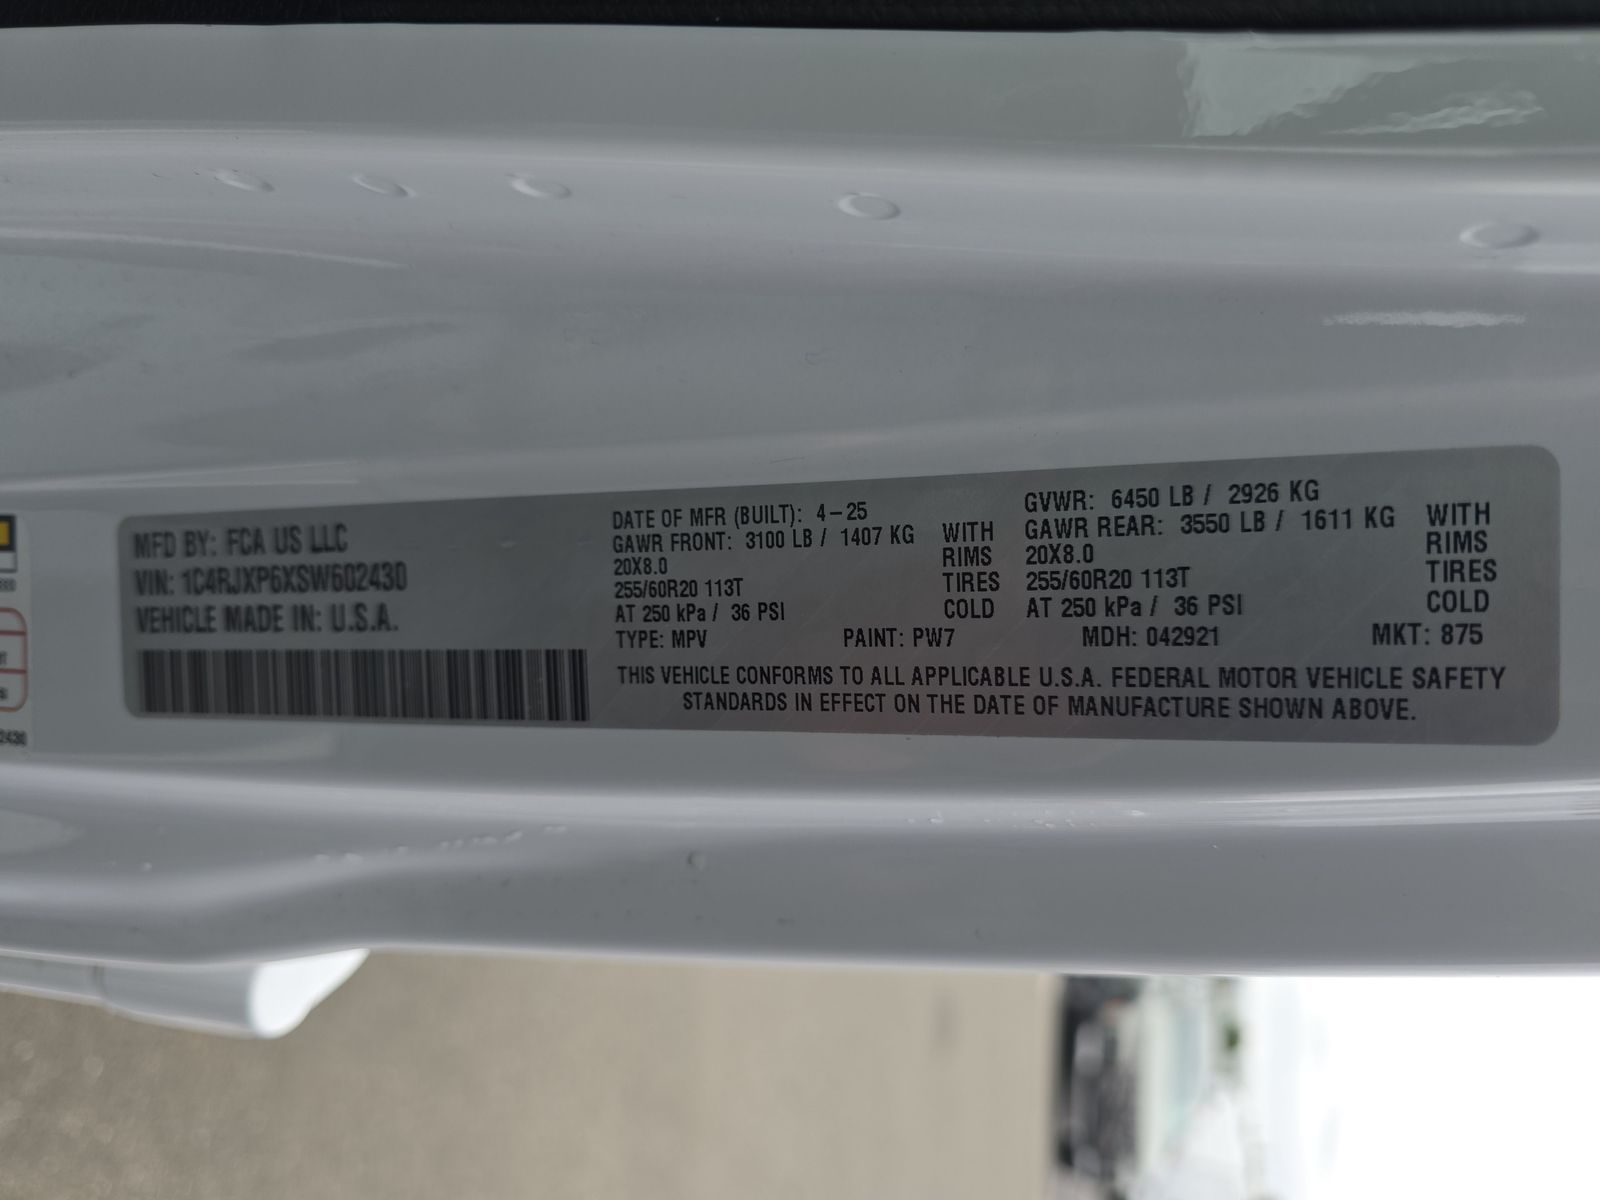 MFD BY: FCA US LLC
VIN: 1C4RJXP6XSW602430
VEHICLE MADE IN: U.S.A.
DATE OF MFR (BUILT): 4-25
GAWR FRONT: 3100 LB / 1407 KG WITH
20X8.0 RIMS
255/60R20 113T TIRES
AT 250 kPa / 36 PSI COLD
GVWR: 6450 LB / 2926 KG
GAWR REAR: 3550 LB / 1611 KG WITH
20X8.0 RIMS
255/60R20 113T TIRES
AT 250 kPa / 36 PSI COLD
TYPE: MPV PAINT: PW7 MDH: 042921 MKT: 875
THIS VEHICLE CONFORMS TO ALL APPLICABLE U.S.A. FEDERAL MOTOR VEHICLE SAFETY
STANDARDS IN EFFECT ON THE DATE OF MANUFACTURE SHOWN ABOVE.
2430